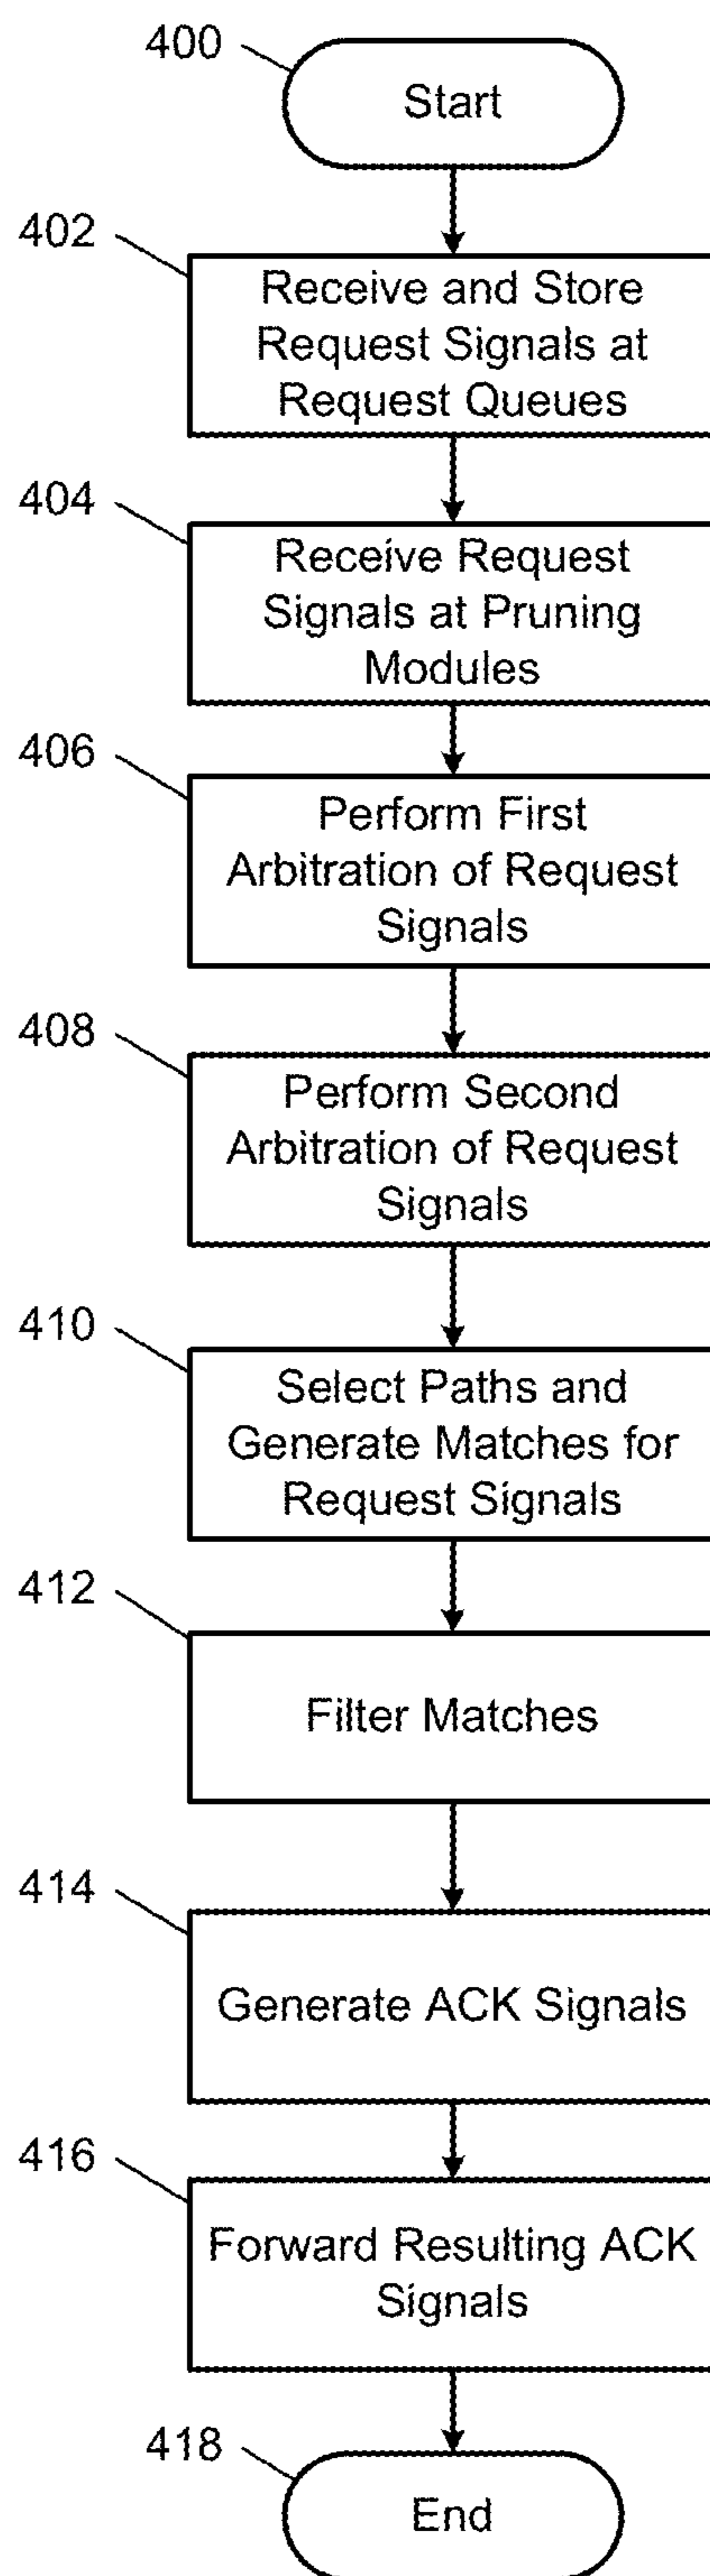 400
Start
402
Receive and Store
Request Signals at
Request Queues
404
Receive Request
Signals at Pruning
Modules
406
Perform First
Arbitration of Request
Signals
408
Perform Second
Arbitration of Request
Signals
410
Select Paths and
Generate Matches for
Request Signals
412
Filter Matches
414
Generate ACK Signals
416
Forward Resulting ACK
Signals
418
End